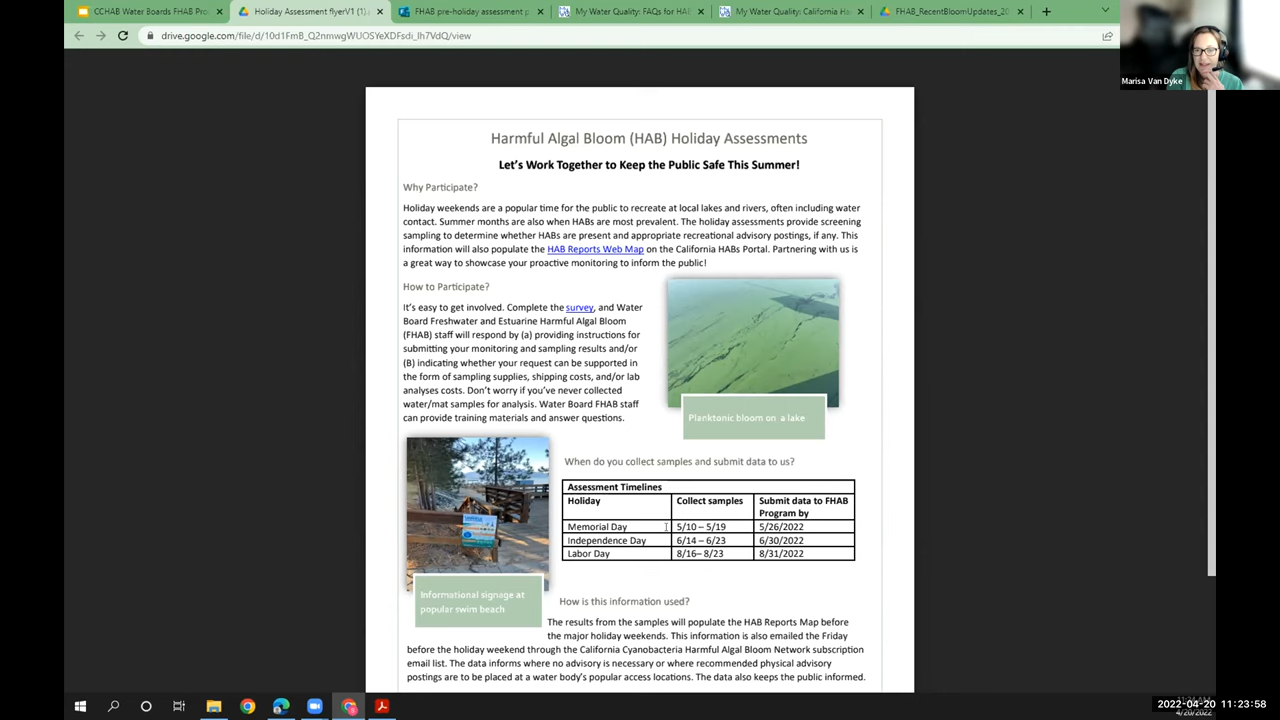 CCHAB Water Boards FHAB Pro
Holiday Assessment flyerV1 (1).
FHAB pre-holiday assessment p
My Water Quality: FAQs for HAB
My Water Quality: California Ha
FHAB_RecentBloomUpdates_20
drive.google.com/file/d/10d1FmB_Q2nmwgWUOSYeXDFsdi_lh7VdQ/view
Marisa Van Dyke
Harmful Algal Bloom (HAB) Holiday Assessments
Let's Work Together to Keep the Public Safe This Summer!
Why Participate?
Holiday weekends are a popular time for the public to recreate at local lakes and rivers, often including water
contact. Summer months are also when HABs are most prevalent. The holiday assessments provide screening
sampling to determine whether HABs are present and appropriate recreational advisory postings, if any. This
information will also populate the HAB Reports Web Map on the California HABs Portal. Partnering with us is
a great way to showcase your proactive monitoring to inform the public!
How to Participate?
It's easy to get involved. Complete the survey, and Water
Board Freshwater and Estuarine Harmful Algal Bloom
(FHAB) staff will respond by (a) providing instructions for
submitting your monitoring and sampling results and/or
(B) indicating whether your request can be supported in
the form of sampling supplies, shipping costs, and/or lab
analyses costs. Don't worry if you've never collected
water/mat samples for analysis. Water Board FHAB staff
can provide training materials and answer questions.
Planktonic bloom on a lake
When do you collect samples and submit data to us?
Assessment Timelines
Holiday Collect samples Submit data to FHAB
Program by
Memorial Day 5/10 – 5/19 5/26/2022
Independence Day 6/14 – 6/23 6/30/2022
Labor Day 8/16– 8/23 8/31/2022
Informational signage at
popular swim beach
How is this information used?
The results from the samples will populate the HAB Reports Map before
the major holiday weekends. This information is also emailed the Friday
before the holiday weekend through the California Cyanobacteria Harmful Algal Bloom Network subscription
email list. The data informs where no advisory is necessary or where recommended physical advisory
postings are to be placed at a water body's popular access locations. The data also keeps the public informed.
2022-04-20 11:23:58
4/20/2022